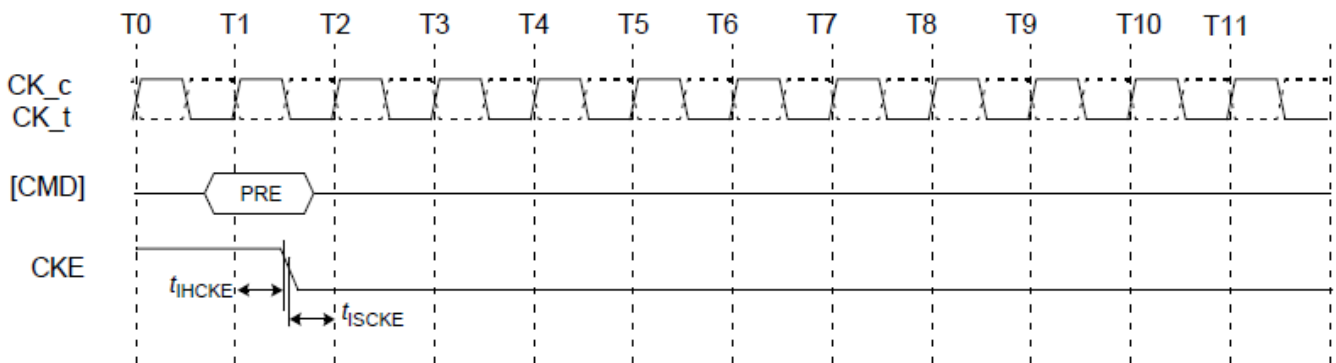 T0 T1 T2 T3 T4 T5 T6 T7 T8 T9 T10 T11
CK_c
CK_t
[CMD] PRE
CKE
tIHCKE
tISCKE